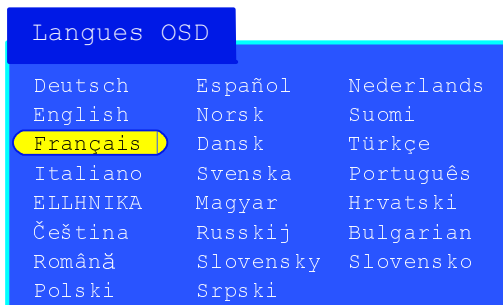 Langues OSD
Deutsch Español Nederlands
English Norsk Suomi
Français Dansk Türkçe
Italiano Svenska Português
ELLHNIKA Magyar Hrvatski
Čeština Russkij Bulgarian
Română Slovensky Slovensko
Polski Srpski